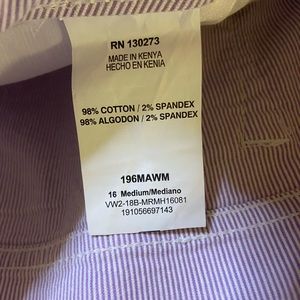 RN 130273
MADE IN KENYA
HECHO EN KENIA
98% COTTON / 2% SPANDEX
98% ALGODON / 2% SPANDEX
196MAWM
16 Medium/Mediano
VW2-18B-MRMH16081
191056697143